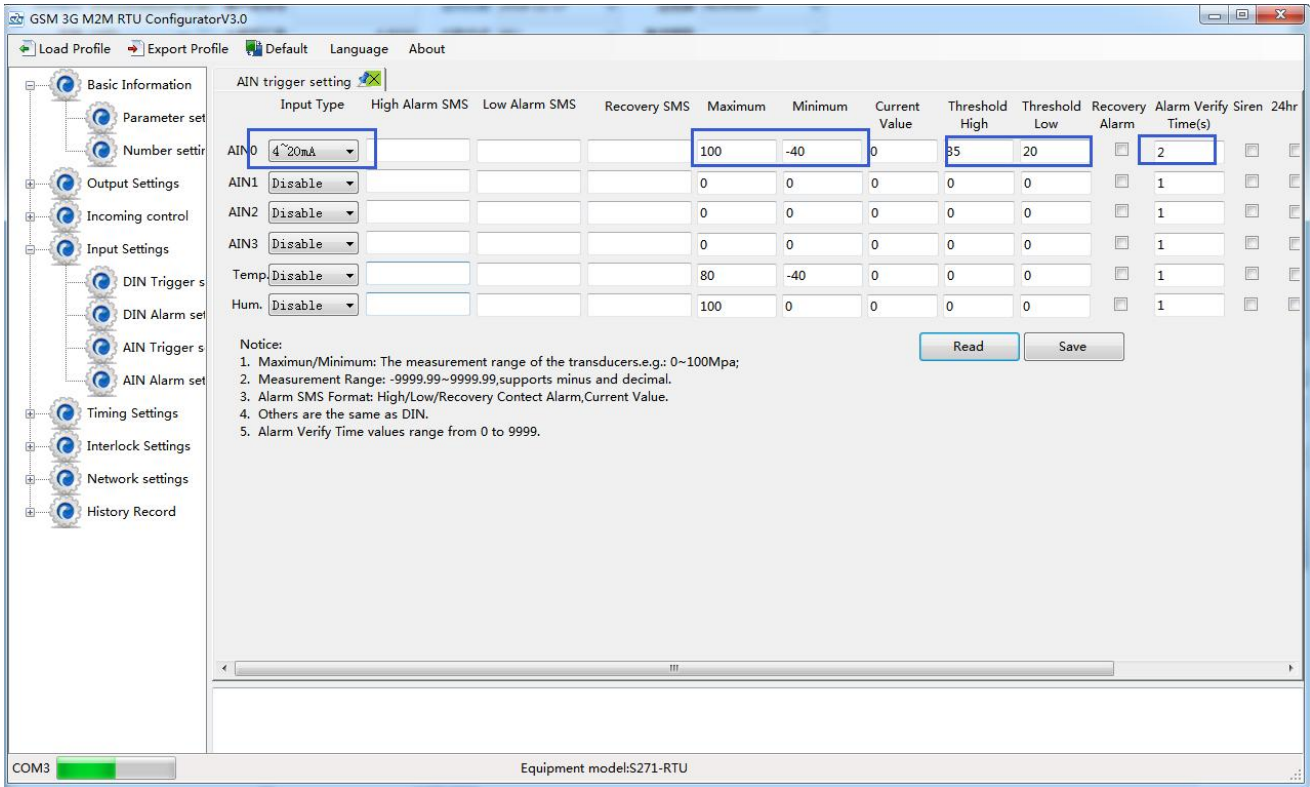 GSM 3G M2M RTU ConfiguratorV3.0
Load Profile Export Profile Default Language About
Basic Information
Parameter set
Number settir
Output Settings
Incoming control
Input Settings
DIN Trigger s
DIN Alarm set
AIN Trigger s
AIN Alarm set
Timing Settings
Interlock Settings
Network settings
History Record
AIN trigger setting
Input Type High Alarm SMS Low Alarm SMS Recovery SMS Maximum Minimum Current Value Threshold High Threshold Low Recovery Alarm Alarm Verify Time(s) Siren 24hr
AIN0 4~20mA 100 -40 0 85 20 2
AIN1 Disable 0 0 0 0 0 1
AIN2 Disable 0 0 0 0 0 1
AIN3 Disable 0 0 0 0 0 1
Temp. Disable 80 -40 0 0 0 1
Hum. Disable 100 0 0 0 0 1
Notice:
1. Maximun/Minimum: The measurement range of the transducers.e.g.: 0~100Mpa;
2. Measurement Range: -9999.99~9999.99,supports minus and decimal.
3. Alarm SMS Format: High/Low/Recovery Contect Alarm,Current Value.
4. Others are the same as DIN.
5. Alarm Verify Time values range from 0 to 9999.
Read Save
COM3 Equipment model:S271-RTU